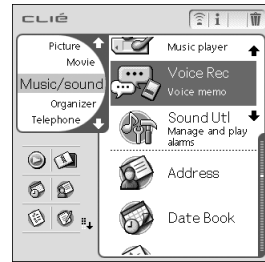 CLIÉ
i
Picture
Movie
Music/sound
Organizer
Telephone
Music player
Voice Rec
Voice memo
Sound Utl
Manage and play
alarms
Address
Date Book